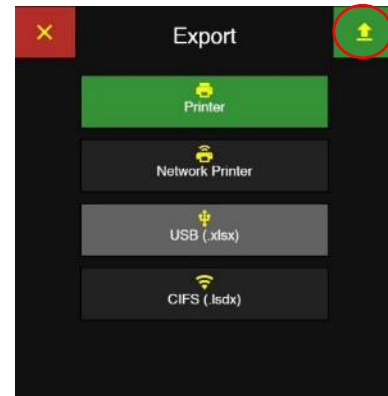 Export
Printer
Network Printer
USB (.xlsx)
CIFS (.lsdx)